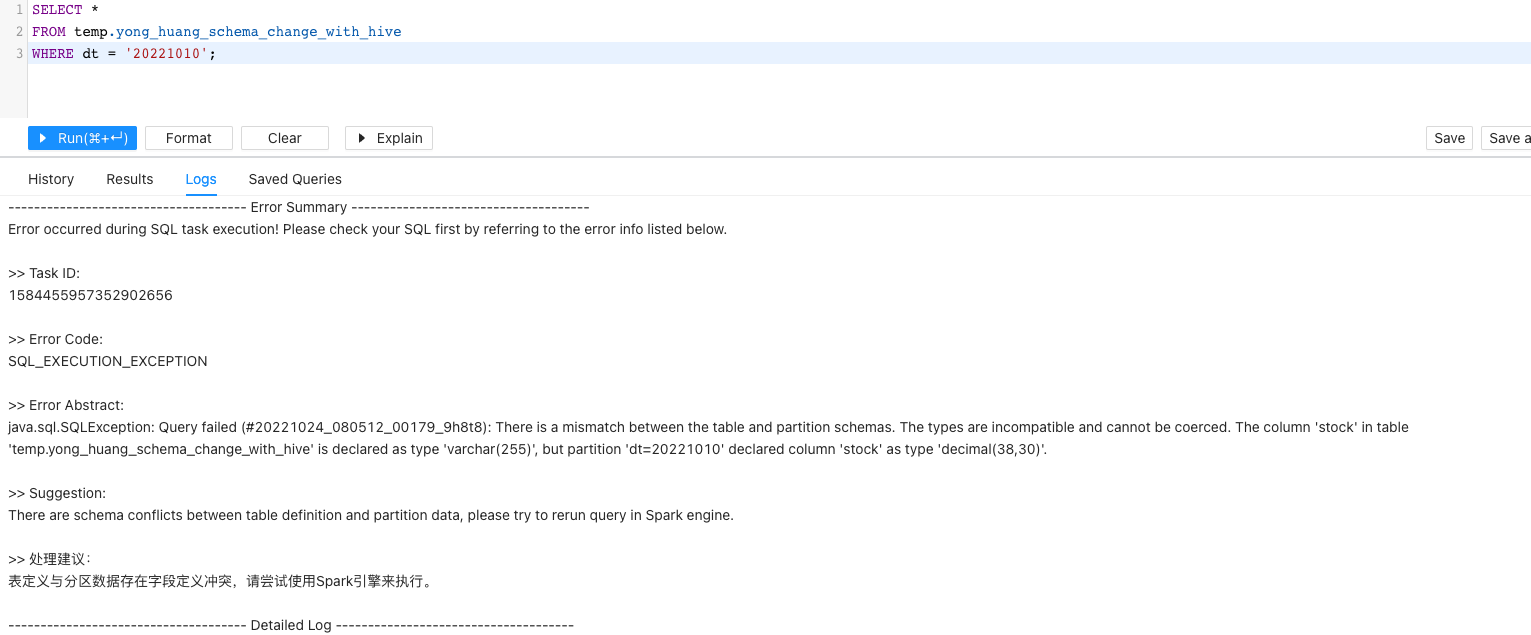 1 SELECT *
2 FROM temp.yong_huang_schema_change_with_hive
3 WHERE dt = '20221010';
Run(⌘+↵) Format Clear Explain Save Save a
History Results Logs Saved Queries
------------------------------------- Error Summary -------------------------------------
Error occurred during SQL task execution! Please check your SQL first by referring to the error info listed below.
>> Task ID:
1584455957352902656
>> Error Code:
SQL_EXECUTION_EXCEPTION
>> Error Abstract:
java.sql.SQLException: Query failed (#20221024_080512_00179_9h8t8): There is a mismatch between the table and partition schemas. The types are incompatible and cannot be coerced. The column 'stock' in table
'temp.yong_huang_schema_change_with_hive' is declared as type 'varchar(255)', but partition 'dt=20221010' declared column 'stock' as type 'decimal(38,30)'.
>> Suggestion:
There are schema conflicts between table definition and partition data, please try to rerun query in Spark engine.
>> 处理建议：
表定义与分区数据存在字段定义冲突，请尝试使用Spark引擎来执行。
------------------------------------- Detailed Log -------------------------------------